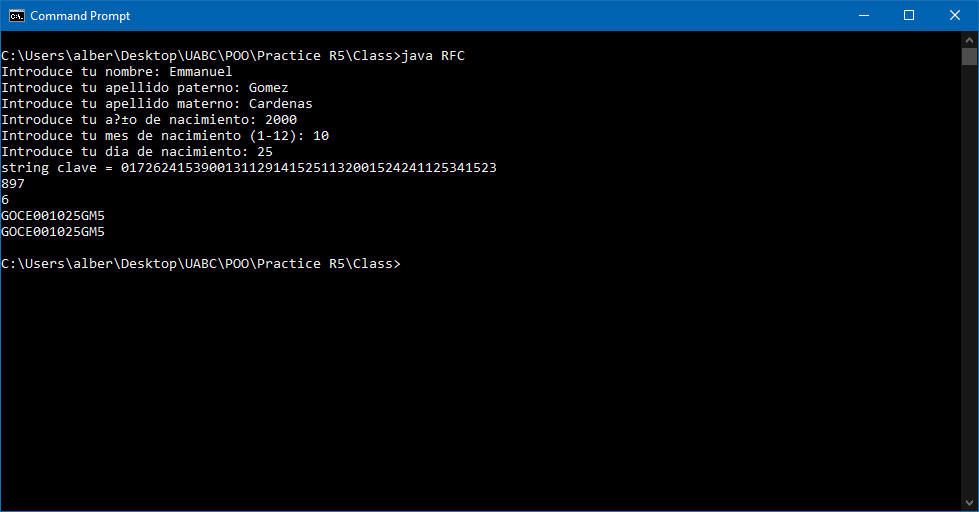 Command Prompt
C:\Users\alber\Desktop\UABC\POO\Practice R5\Class>java RFC
Introduce tu nombre: Emmanuel
Introduce tu apellido paterno: Gomez
Introduce tu apellido materno: Cardenas
Introduce tu a?±o de nacimiento: 2000
Introduce tu mes de nacimiento (1-12): 10
Introduce tu dia de nacimiento: 25
string clave = 01726241539001311291415251132001524241125341523
897
6
GOCE001025GM5
GOCE001025GM5
C:\Users\alber\Desktop\UABC\POO\Practice R5\Class>